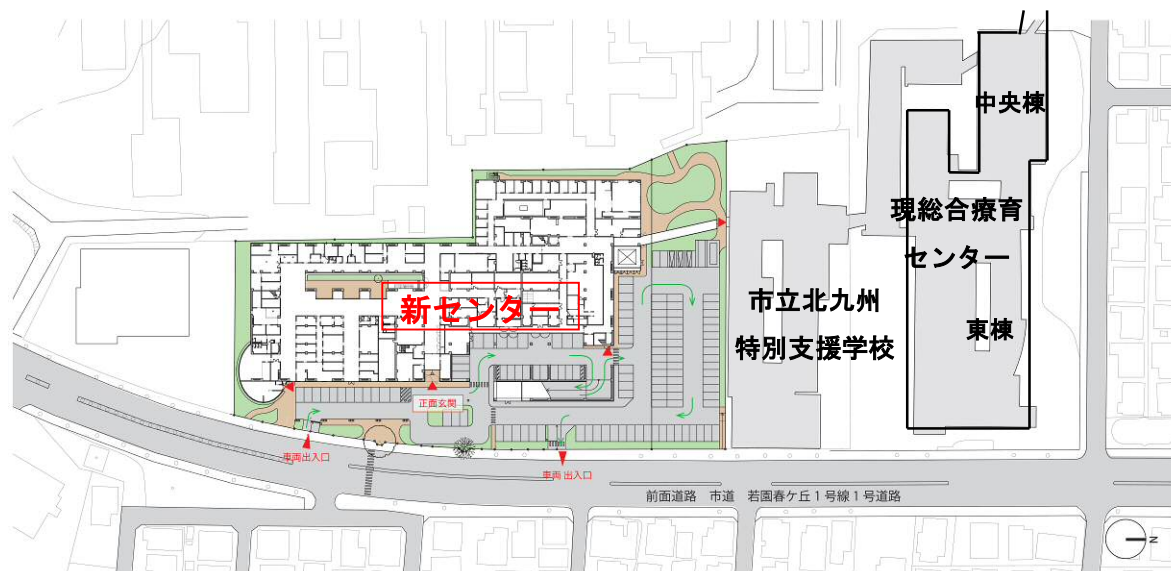 中央棟
現総合療育
センター
新センター
市立北九州
特別支援学校
東棟
正面玄関
車両出入口
車両出入口
前面道路 市道 若園春ケ丘1号線1号道路
N